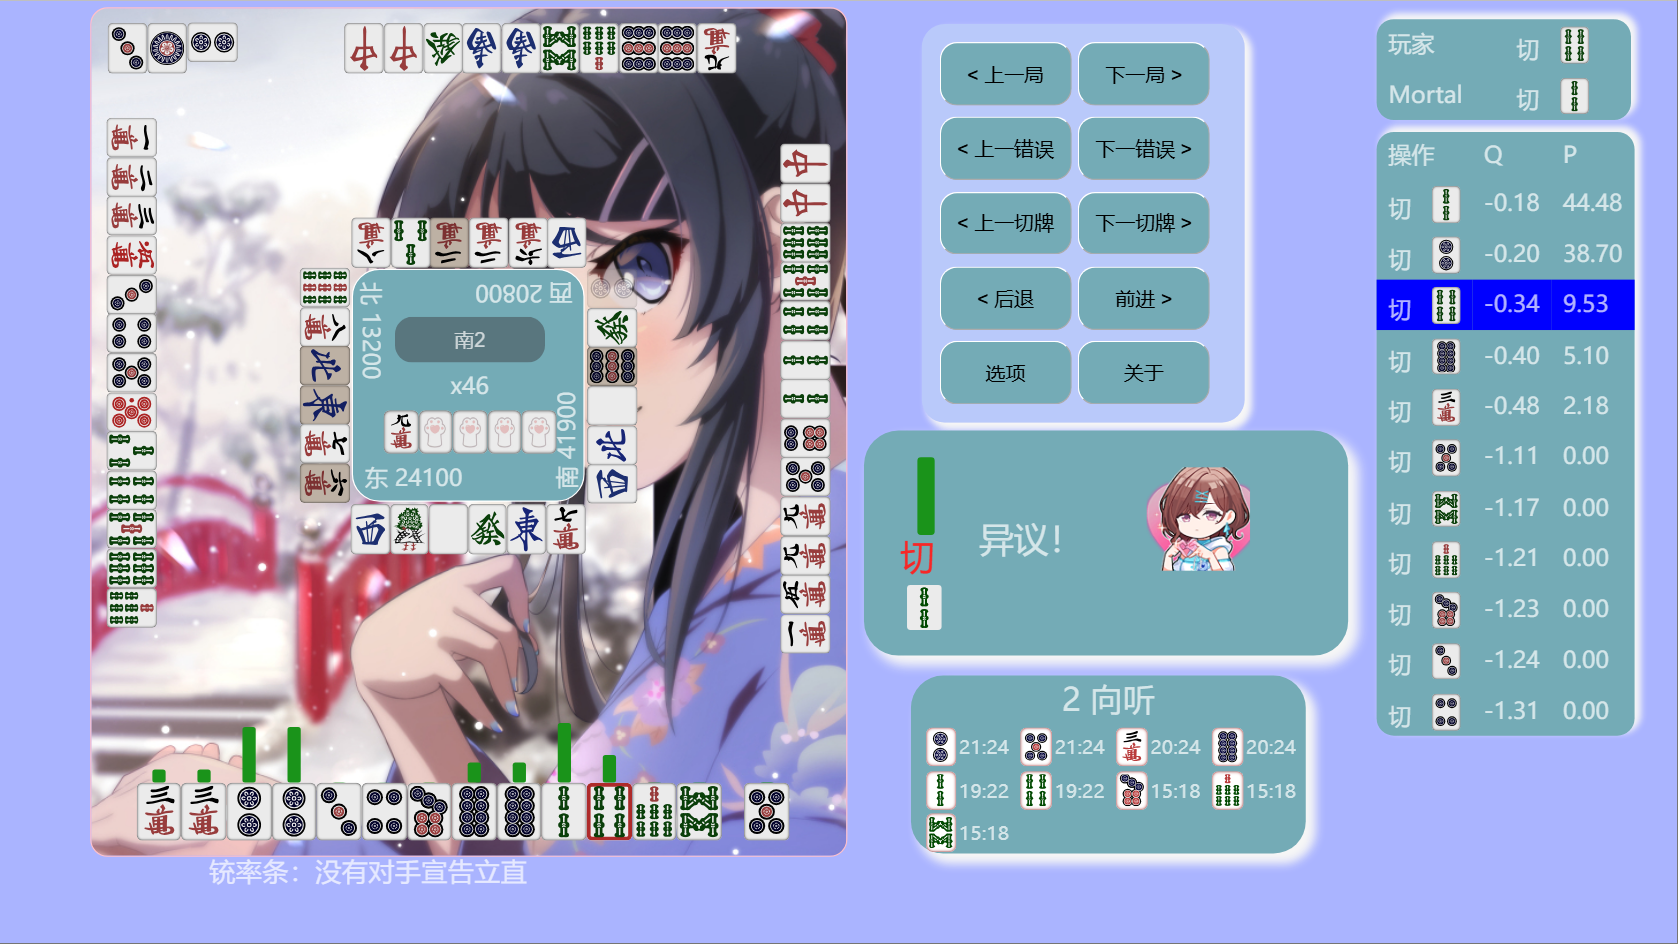 < 上一局
下一局 >
< 上一错误
下一错误 >
< 上一切牌
下一切牌 >
< 后退
前进 >
选项
关于
玩家 切
Mortal 切
操作 Q P
切 -0.18 44.48
切 -0.20 38.70
切 -0.34 9.53
切 -0.40 5.10
切 -0.48 2.18
切 -1.11 0.00
切 -1.17 0.00
切 -1.21 0.00
切 -1.23 0.00
切 -1.24 0.00
切 -1.31 0.00
西 20800
北 13200
南2
x46
南 41900
东 24100
切
异议！
2 向听
21:24 21:24 20:24 20:24
19:22 19:22 15:18 15:18
15:18
铳率条：没有对手宣告立直